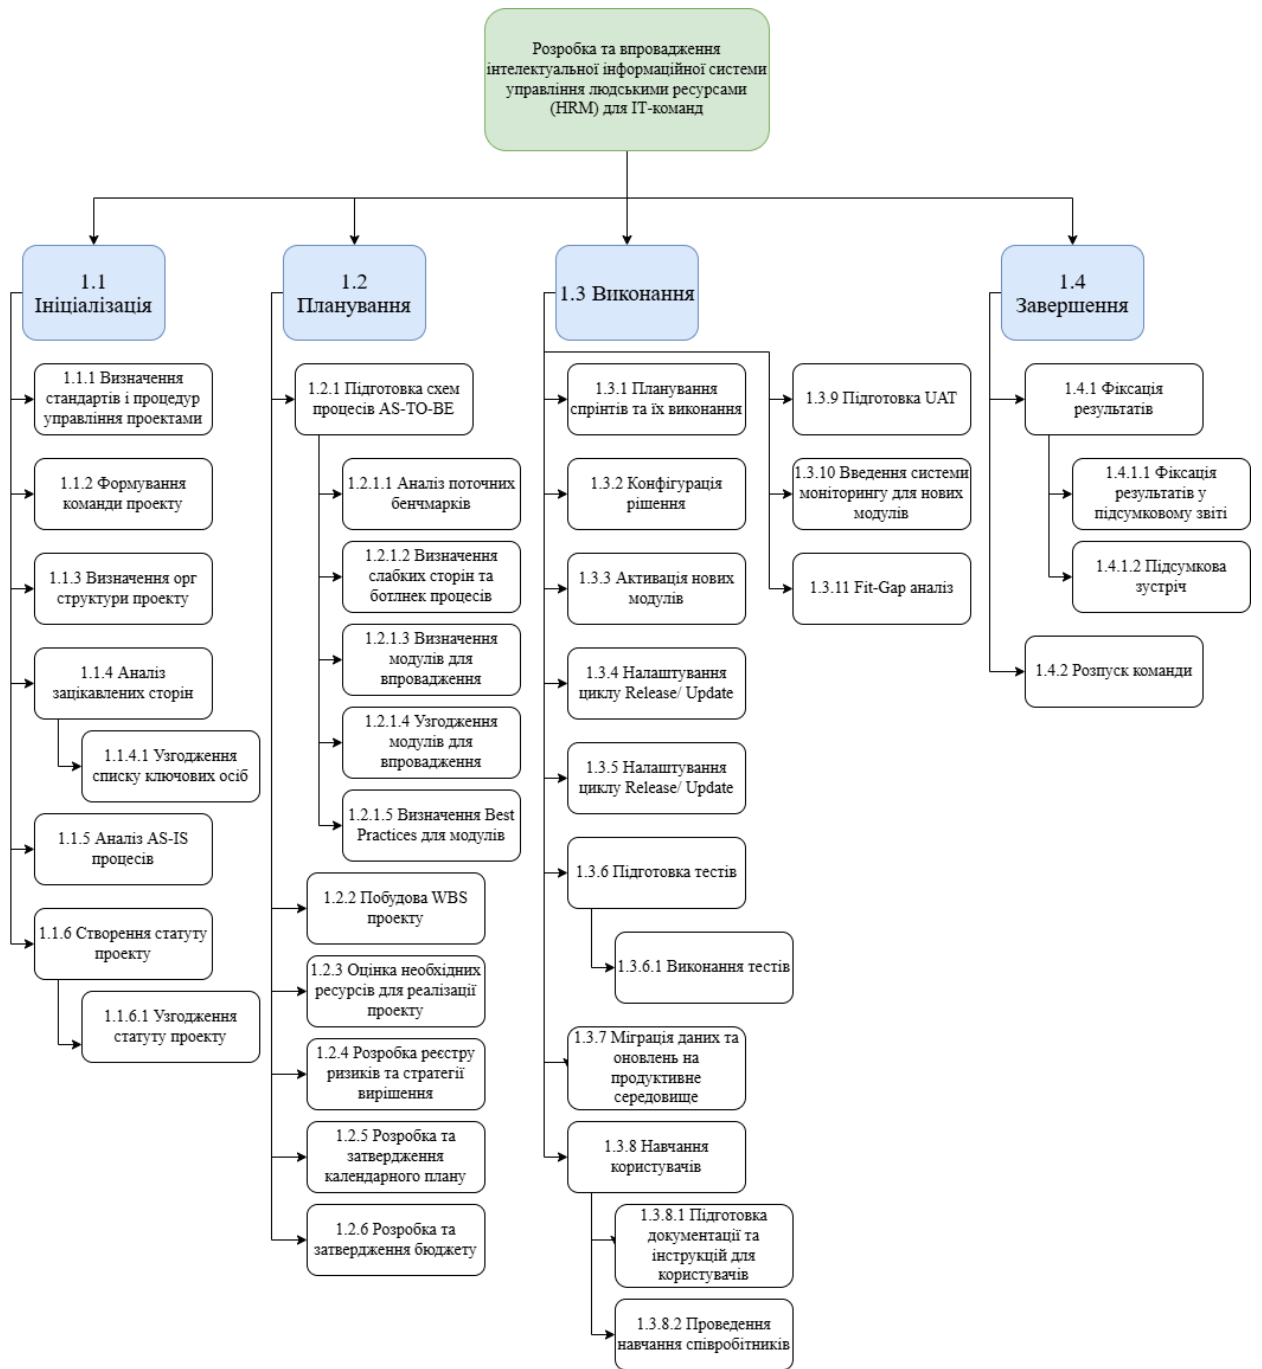 Розробка та впровадження
інтелектуальної інформаційної системи
управління людськими ресурсами
(HRM) для ІТ-команд
1.1
Ініціалізація
1.1.1 Визначення
стандартів і процедур
управління проектами
1.1.2 Формування
команди проекту
1.1.3 Визначення орг
структури проекту
1.1.4 Аналіз
зацікавлених сторін
1.1.4.1 Узгодження
списку ключових осіб
1.1.5 Аналіз AS-IS
процесів
1.1.6 Створення статуту
проекту
1.1.6.1 Узгодження
статуту проекту
1.2
Планування
1.2.1 Підготовка схем
процесів AS-TO-BE
1.2.1.1 Аналіз поточних
бенчмарків
1.2.1.2 Визначення
слабких сторін та
ботлнек процесів
1.2.1.3 Визначення
модулів для
впровадження
1.2.1.4 Узгодження
модулів для
впровадження
1.2.1.5 Визначення Best
Practices для модулів
1.2.2 Побудова WBS
проекту
1.2.3 Оцінка необхідних
ресурсів для реалізації
проекту
1.2.4 Розробка реєстру
ризиків та стратегії
вирішення
1.2.5 Розробка та
затвердження
календарного плану
1.2.6 Розробка та
затвердження бюджету
1.3 Виконання
1.3.1 Планування
спрінтів та їх виконання
1.3.2 Конфігурація
рішення
1.3.3 Активація нових
модулів
1.3.4 Налаштування
циклу Release/ Update
1.3.5 Налаштування
циклу Release/ Update
1.3.6 Підготовка тестів
1.3.6.1 Виконання тестів
1.3.7 Міграція даних та
оновлень на
продуктивне
середовище
1.3.8 Навчання
користувачів
1.3.8.1 Підготовка
документації та
інструкцій для
користувачів
1.3.8.2 Проведення
навчання співробітників
1.3.9 Підготовка UAT
1.3.10 Введення системи
моніторингу для нових
модулів
1.3.11 Fit-Gap аналіз
1.4
Завершення
1.4.1 Фіксація
результатів
1.4.1.1 Фіксація
результатів у
підсумковому звіті
1.4.1.2 Підсумкова
зустріч
1.4.2 Розпуск команди